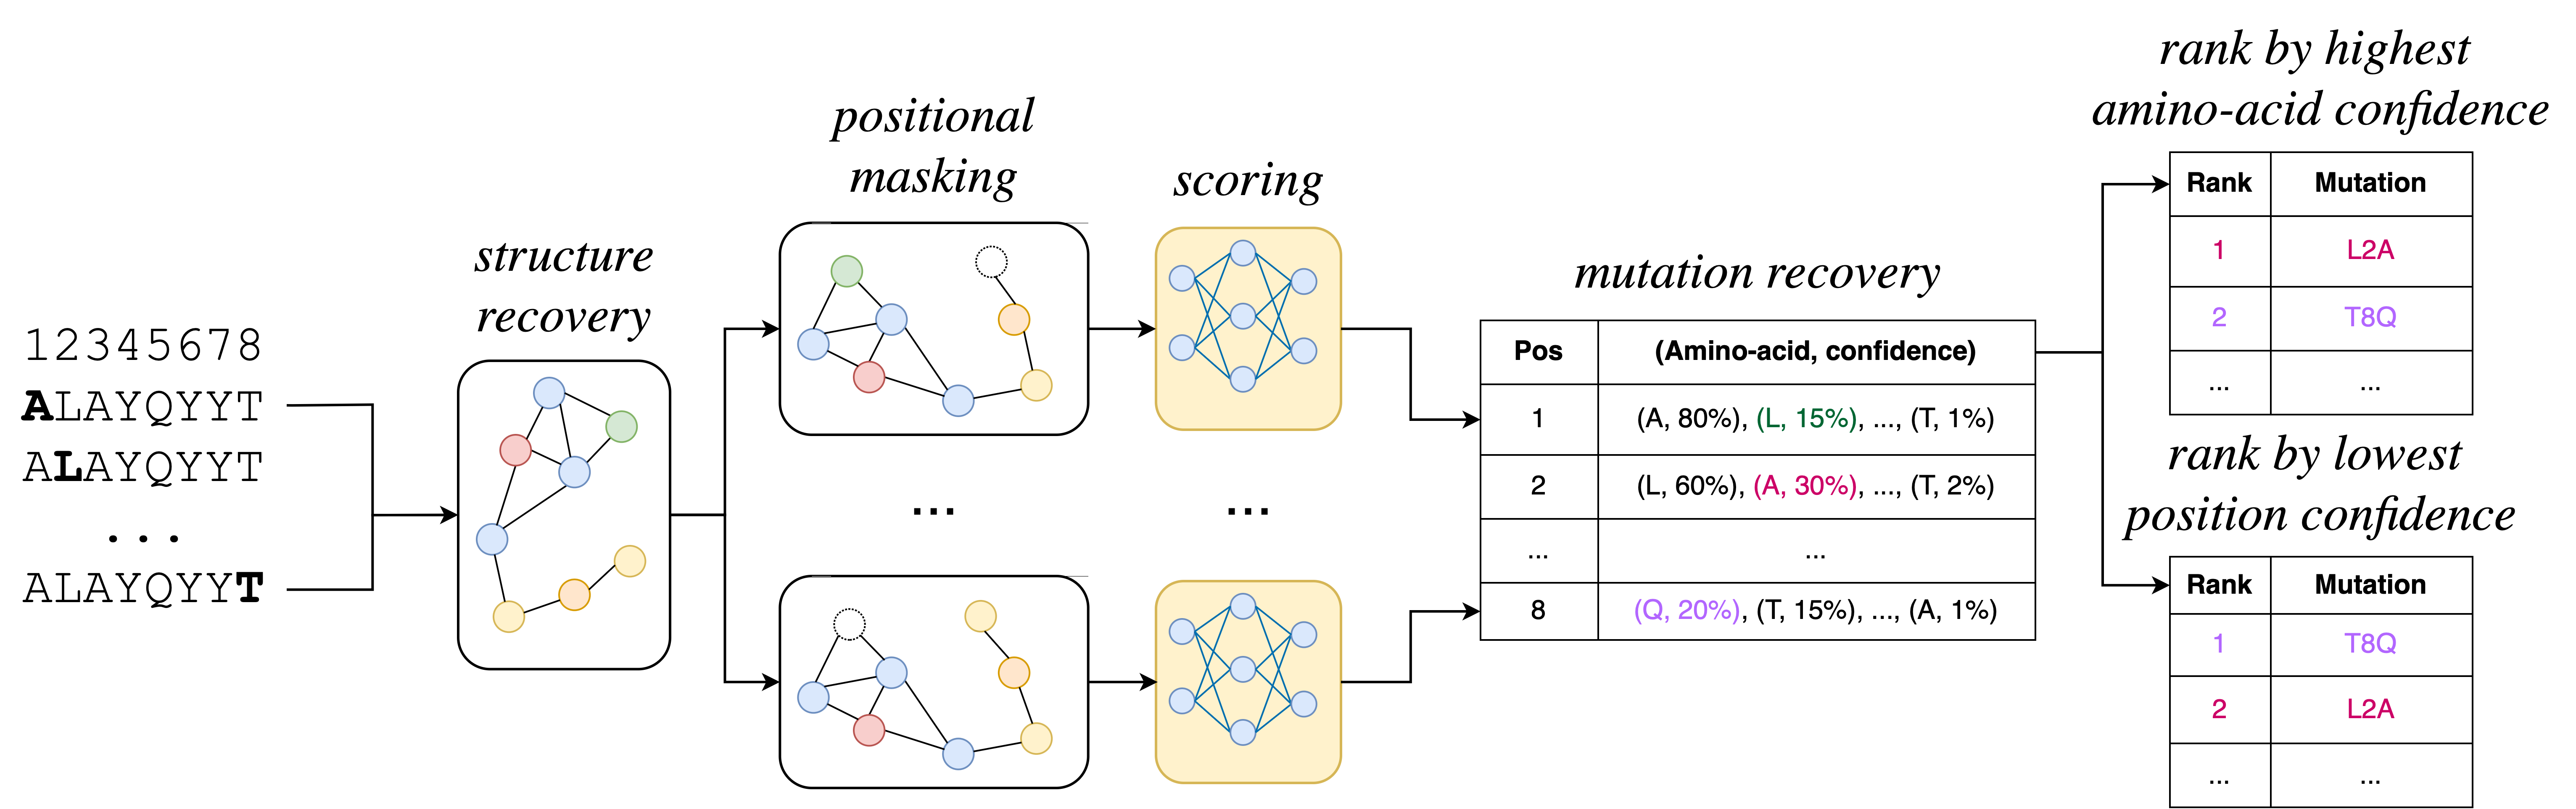 12345678
ALAYQYYT
ALAYQYYT
...
ALAYQYYT
structure
recovery
positional
masking
...
scoring
...
mutation recovery
Pos (Amino-acid, confidence)
1 (A, 80%), (L, 15%), ..., (T, 1%)
2 (L, 60%), (A, 30%), ..., (T, 2%)
... ...
8 (Q, 20%), (T, 15%), ..., (A, 1%)
rank by highest
amino-acid confidence
Rank Mutation
1 L2A
2 T8Q
... ...
rank by lowest
position confidence
Rank Mutation
1 T8Q
2 L2A
... ...